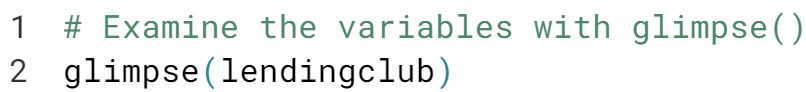 1 # Examine the variables with glimpse()
2 glimpse(lendingclub)